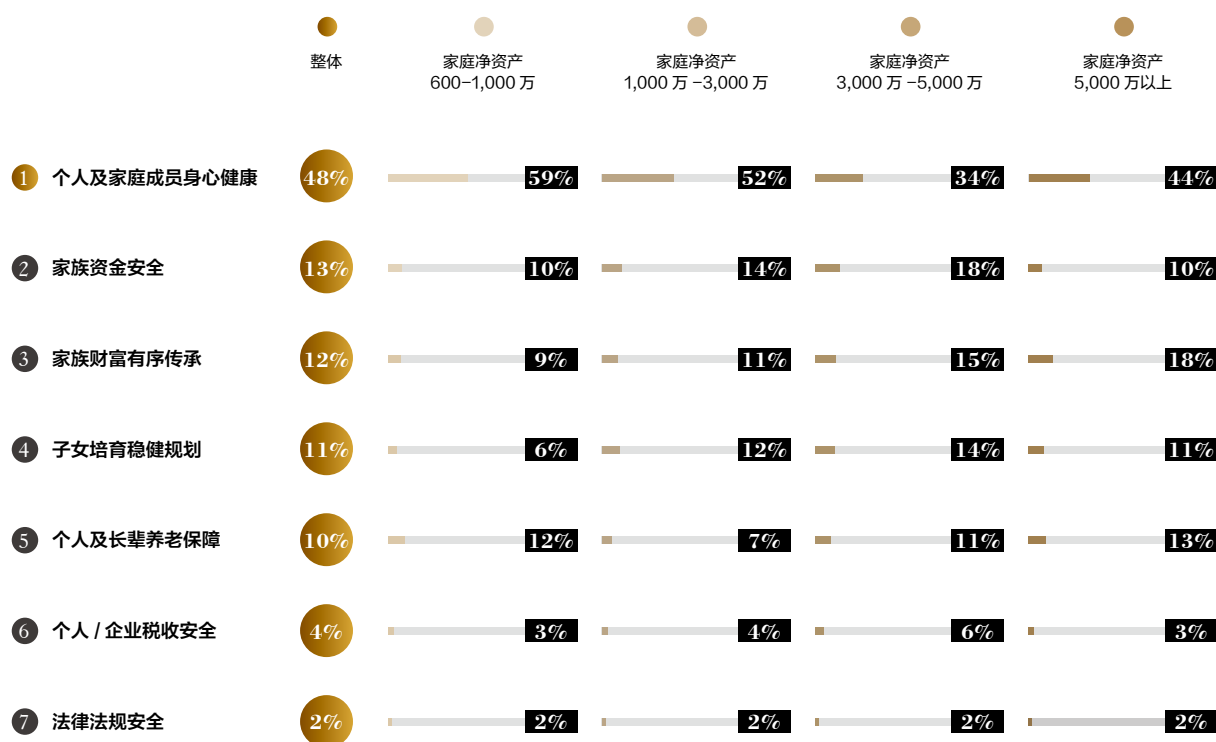 整体
家庭净资产
600-1,000 万
家庭净资产
1,000 万 -3,000 万
家庭净资产
3,000 万 -5,000 万
家庭净资产
5,000 万以上
1 个人及家庭成员身心健康 48% 59% 52% 34% 44%
2 家族资金安全 13% 10% 14% 18% 10%
3 家族财富有序传承 12% 9% 11% 15% 18%
4 子女培育稳健规划 11% 6% 12% 14% 11%
5 个人及长辈养老保障 10% 12% 7% 11% 13%
6 个人 / 企业税收安全 4% 3% 4% 6% 3%
7 法律法规安全 2% 2% 2% 2% 2%